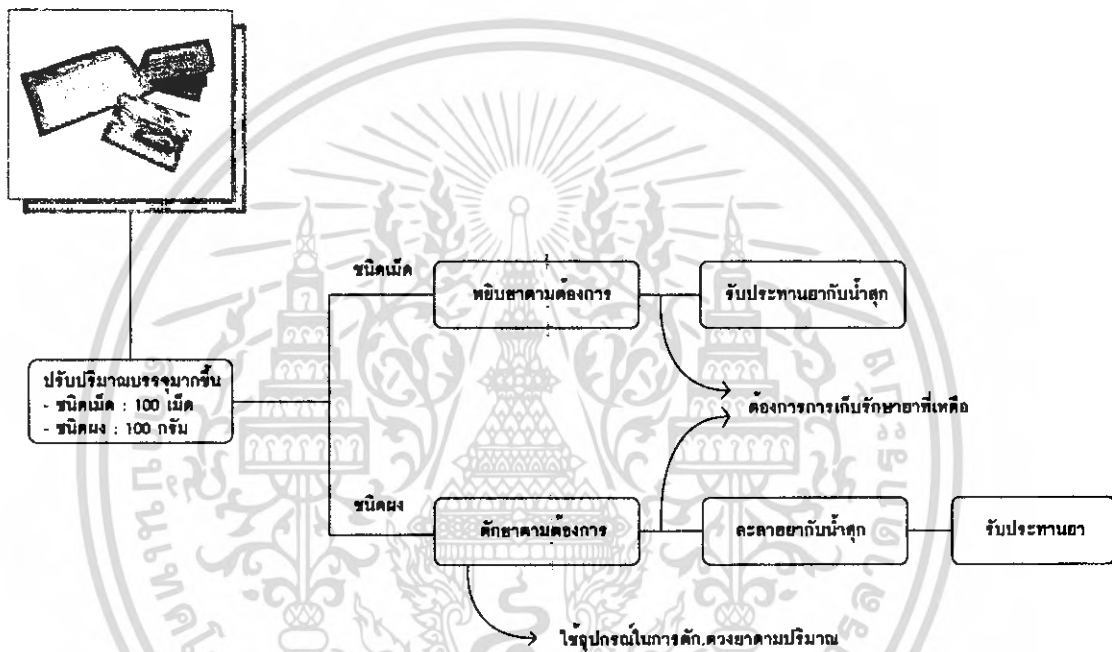 ปรับปริมาณบรรจุมากขึ้น
- ชนิดเม็ด : 100 เม็ด
- ชนิดผง : 100 กรัม
ชนิดเม็ด
หยิบยาตามต้องการ
รับประทานยากับน้ำสุก
ต้องการการเก็บรักษายาที่เหลือ
ชนิดผง
ตักยาตามต้องการ
ละลายยากับน้ำสุก
รับประทานยา
ใช้อุปกรณ์ในการตัก,ตวงยาตามปริมาณ